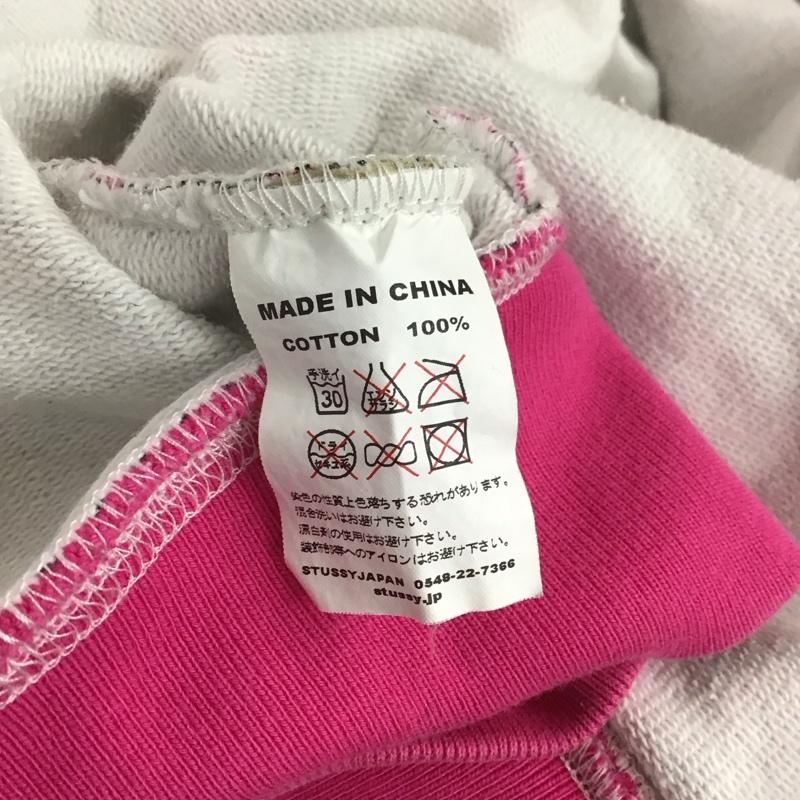 MADE IN CHINA
COTTON 100%
手洗イ
30
エンソ
サラシ
ドライ
セキユ系
染色の性質上色落ちする恐れがあります。
混合洗いはお避け下さい。
漂白剤の使用はお避け下さい。
装飾部へのアイロンはお避け下さい。
STUSSYJAPAN 0548-22-7366
stussy.jp